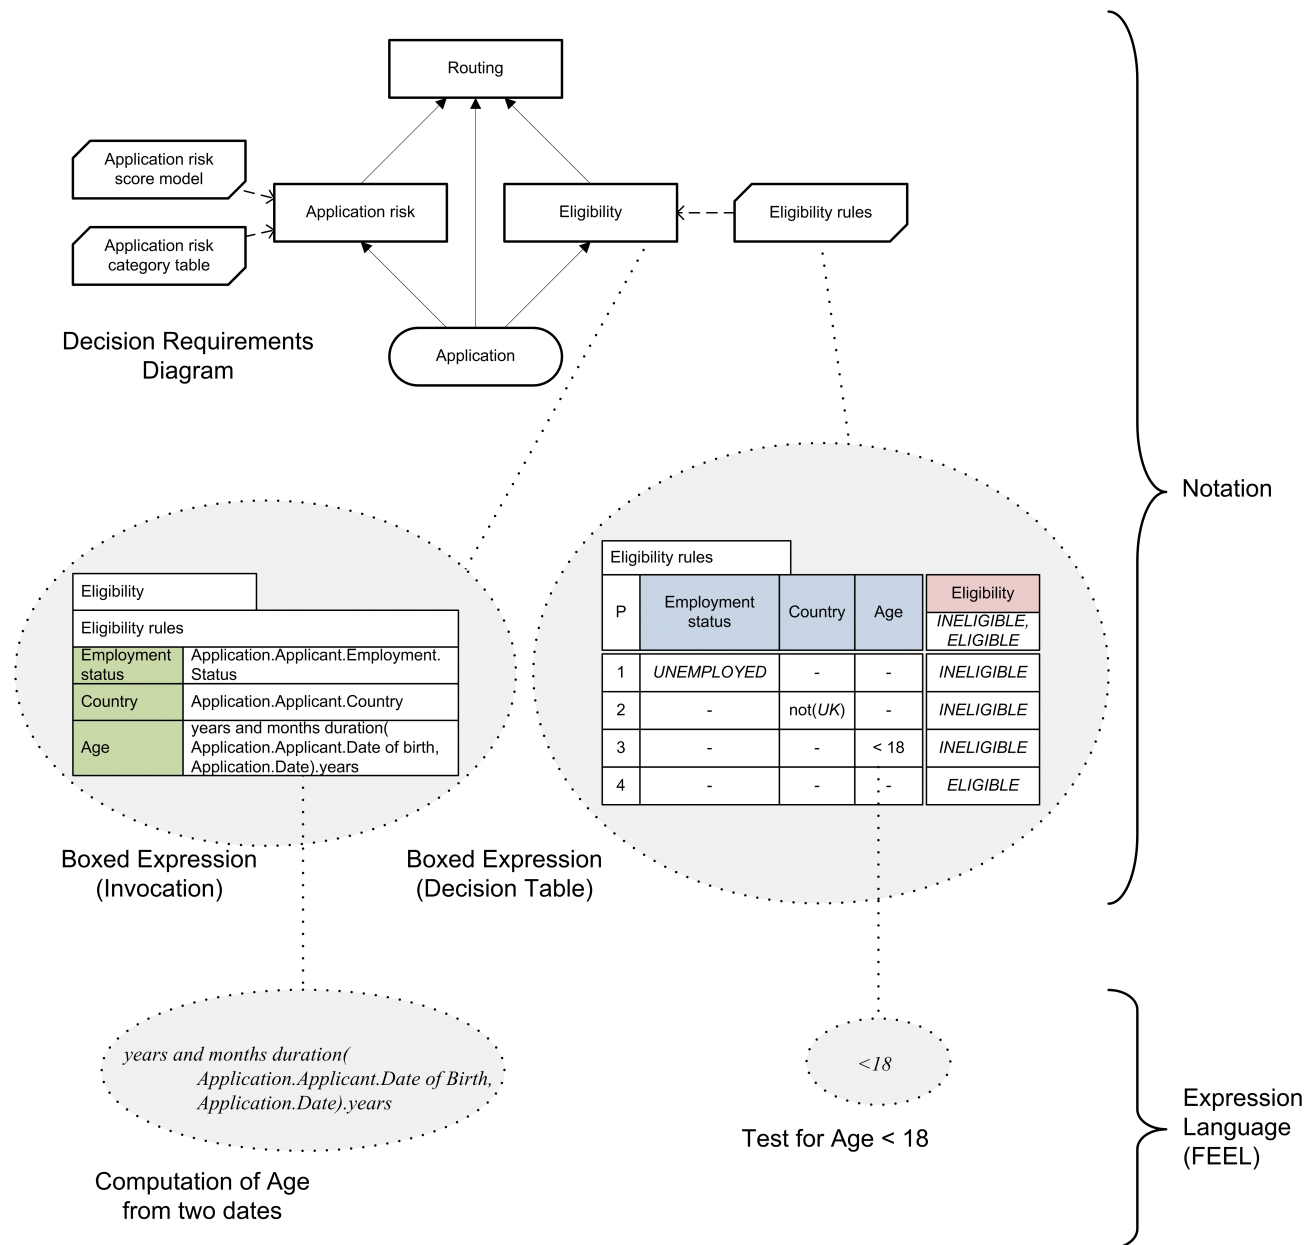 Routing
Application risk
score model
Application risk
Eligibility
Eligibility rules
Application risk
category table
Decision Requirements
Diagram
Application
Notation
Eligibility
Eligibility rules
Employment
status
Application.Applicant.Employment.
Status
Country
Application.Applicant.Country
Age
years and months duration(
Application.Applicant.Date of birth,
Application.Date).years
Boxed Expression
(Invocation)
Eligibility rules
P
Employment
status
Country
Age
Eligibility
INELIGIBLE,
ELIGIBLE
1 UNEMPLOYED - - INELIGIBLE
2 - not(UK) - INELIGIBLE
3 - - < 18 INELIGIBLE
4 - - - ELIGIBLE
Boxed Expression
(Decision Table)
years and months duration(
Application.Applicant.Date of Birth,
Application.Date).years
Computation of Age
from two dates
<18
Test for Age < 18
Expression
Language
(FEEL)